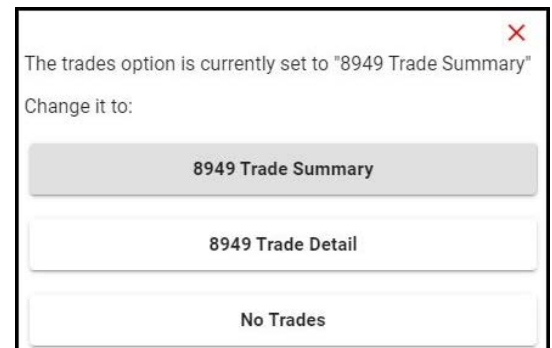 The trades option is currently set to "8949 Trade Summary"
Change it to:
8949 Trade Summary
8949 Trade Detail
No Trades